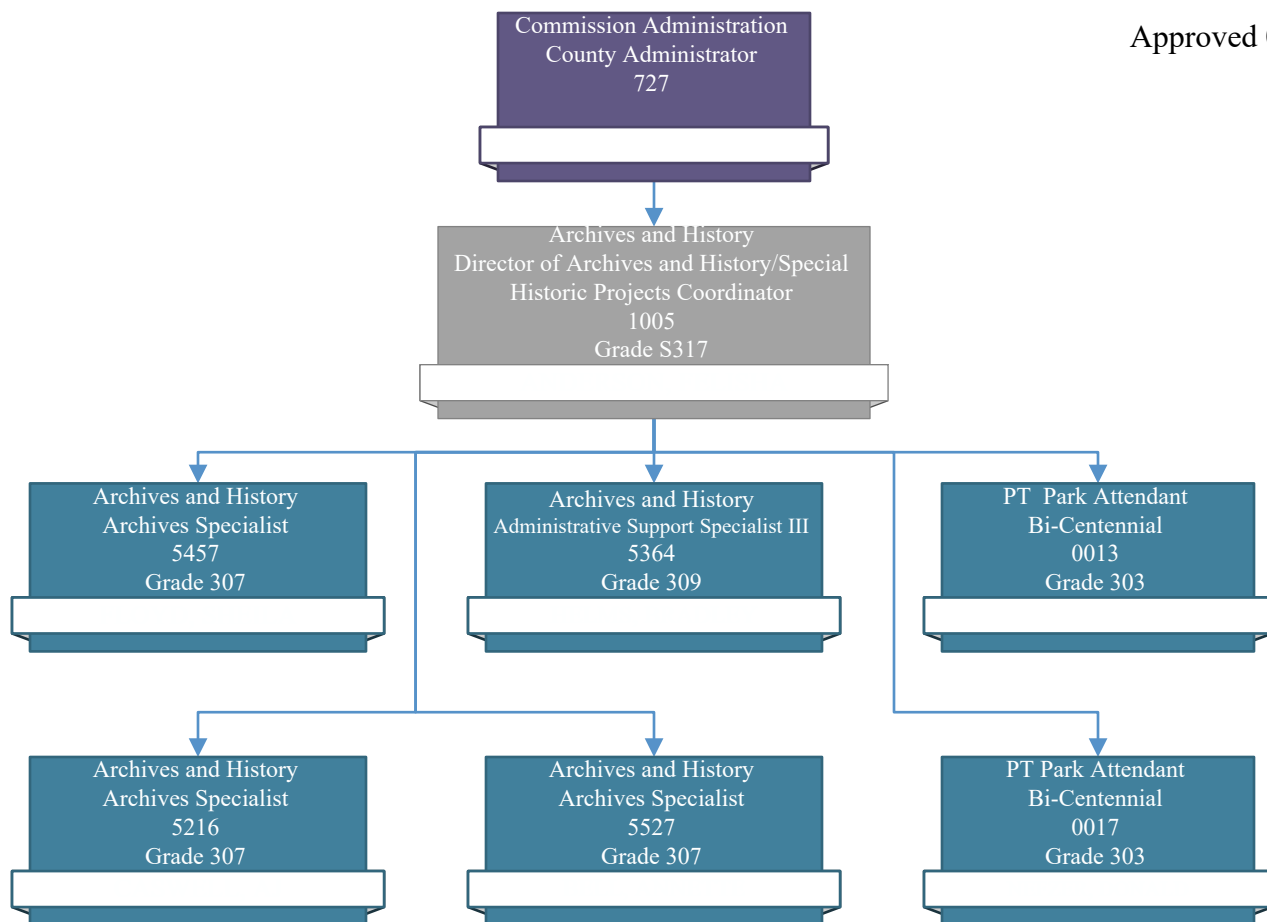 Commission Administration
County Administrator
727
Approved
Archives and History
Director of Archives and History/Special
Historic Projects Coordinator
1005
Grade S317
Archives and History
Archives Specialist
5457
Grade 307
Archives and History
Administrative Support Specialist III
5364
Grade 309
PT  Park Attendant
Bi-Centennial
0013
Grade 303
Archives and History
Archives Specialist
5216
Grade 307
Archives and History
Archives Specialist
5527
Grade 307
PT Park Attendant
Bi-Centennial
0017
Grade 303